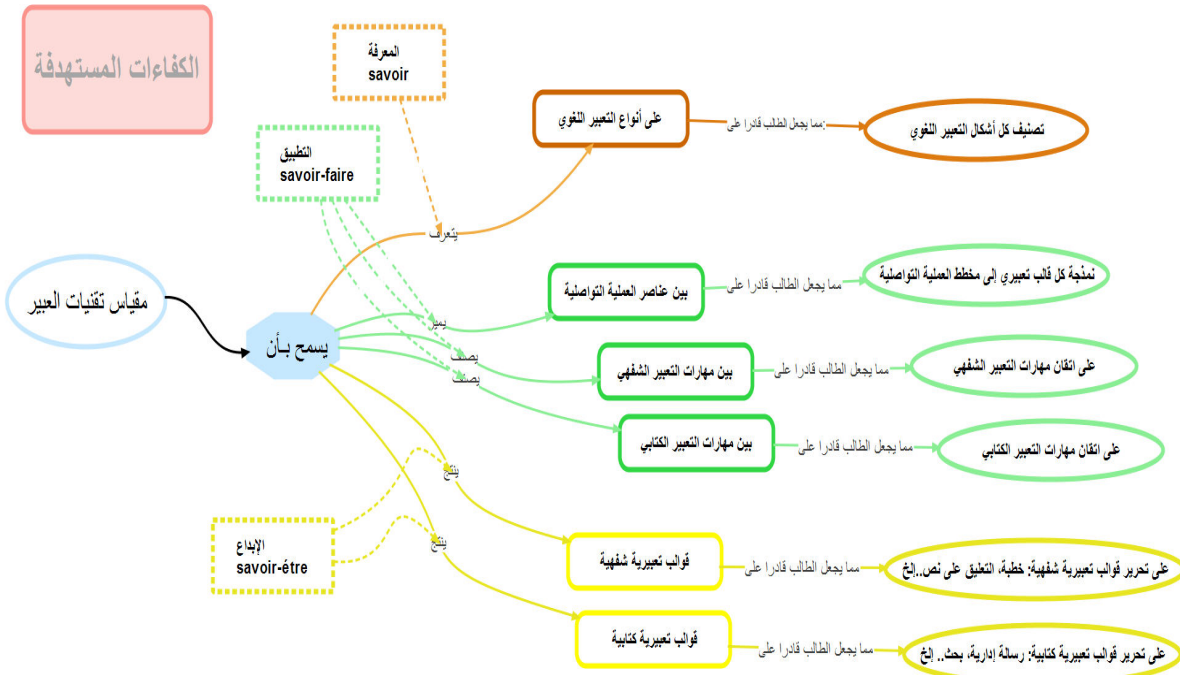 الكفاءات المستهدفة
المعرفة
savoir
على أنواع التعبير اللغوي
مما يجعل الطالب قادرا على:
تصنيف كل أشكال التعبير اللغوي
التطبيق
savoir-faire
يتعرف
مقياس تقنيات العبير
يسمح بـأن
يميز
بين عناصر العملية التواصلية
مما يجعل الطالب قادرا على
نمذجة كل قالب تعبيري إلى مخطط العملية التواصلية
يصنف
بين مهارات التعبير الشفهي
مما يجعل الطالب قادرا على
على اتقان مهارات التعبير الشفهي
يصنف
بين مهارات التعبير الكتابي
مما يجعل الطالب قادرا على
على اتقان مهارات التعبير الكتابي
الإبداع
savoir-étre
ينتج
قوالب تعبيرية شفهية
مما يجعل الطالب قادرا على
على تحرير قوالب تعبيرية شفهية: خطبة، التعليق على نص..إلخ
ينتج
قوالب تعبيرية كتابية
مما يجعل الطالب قادرا على
على تحرير قوالب تعبيرية كتابية: رسالة إدارية، بحث.. إلخ